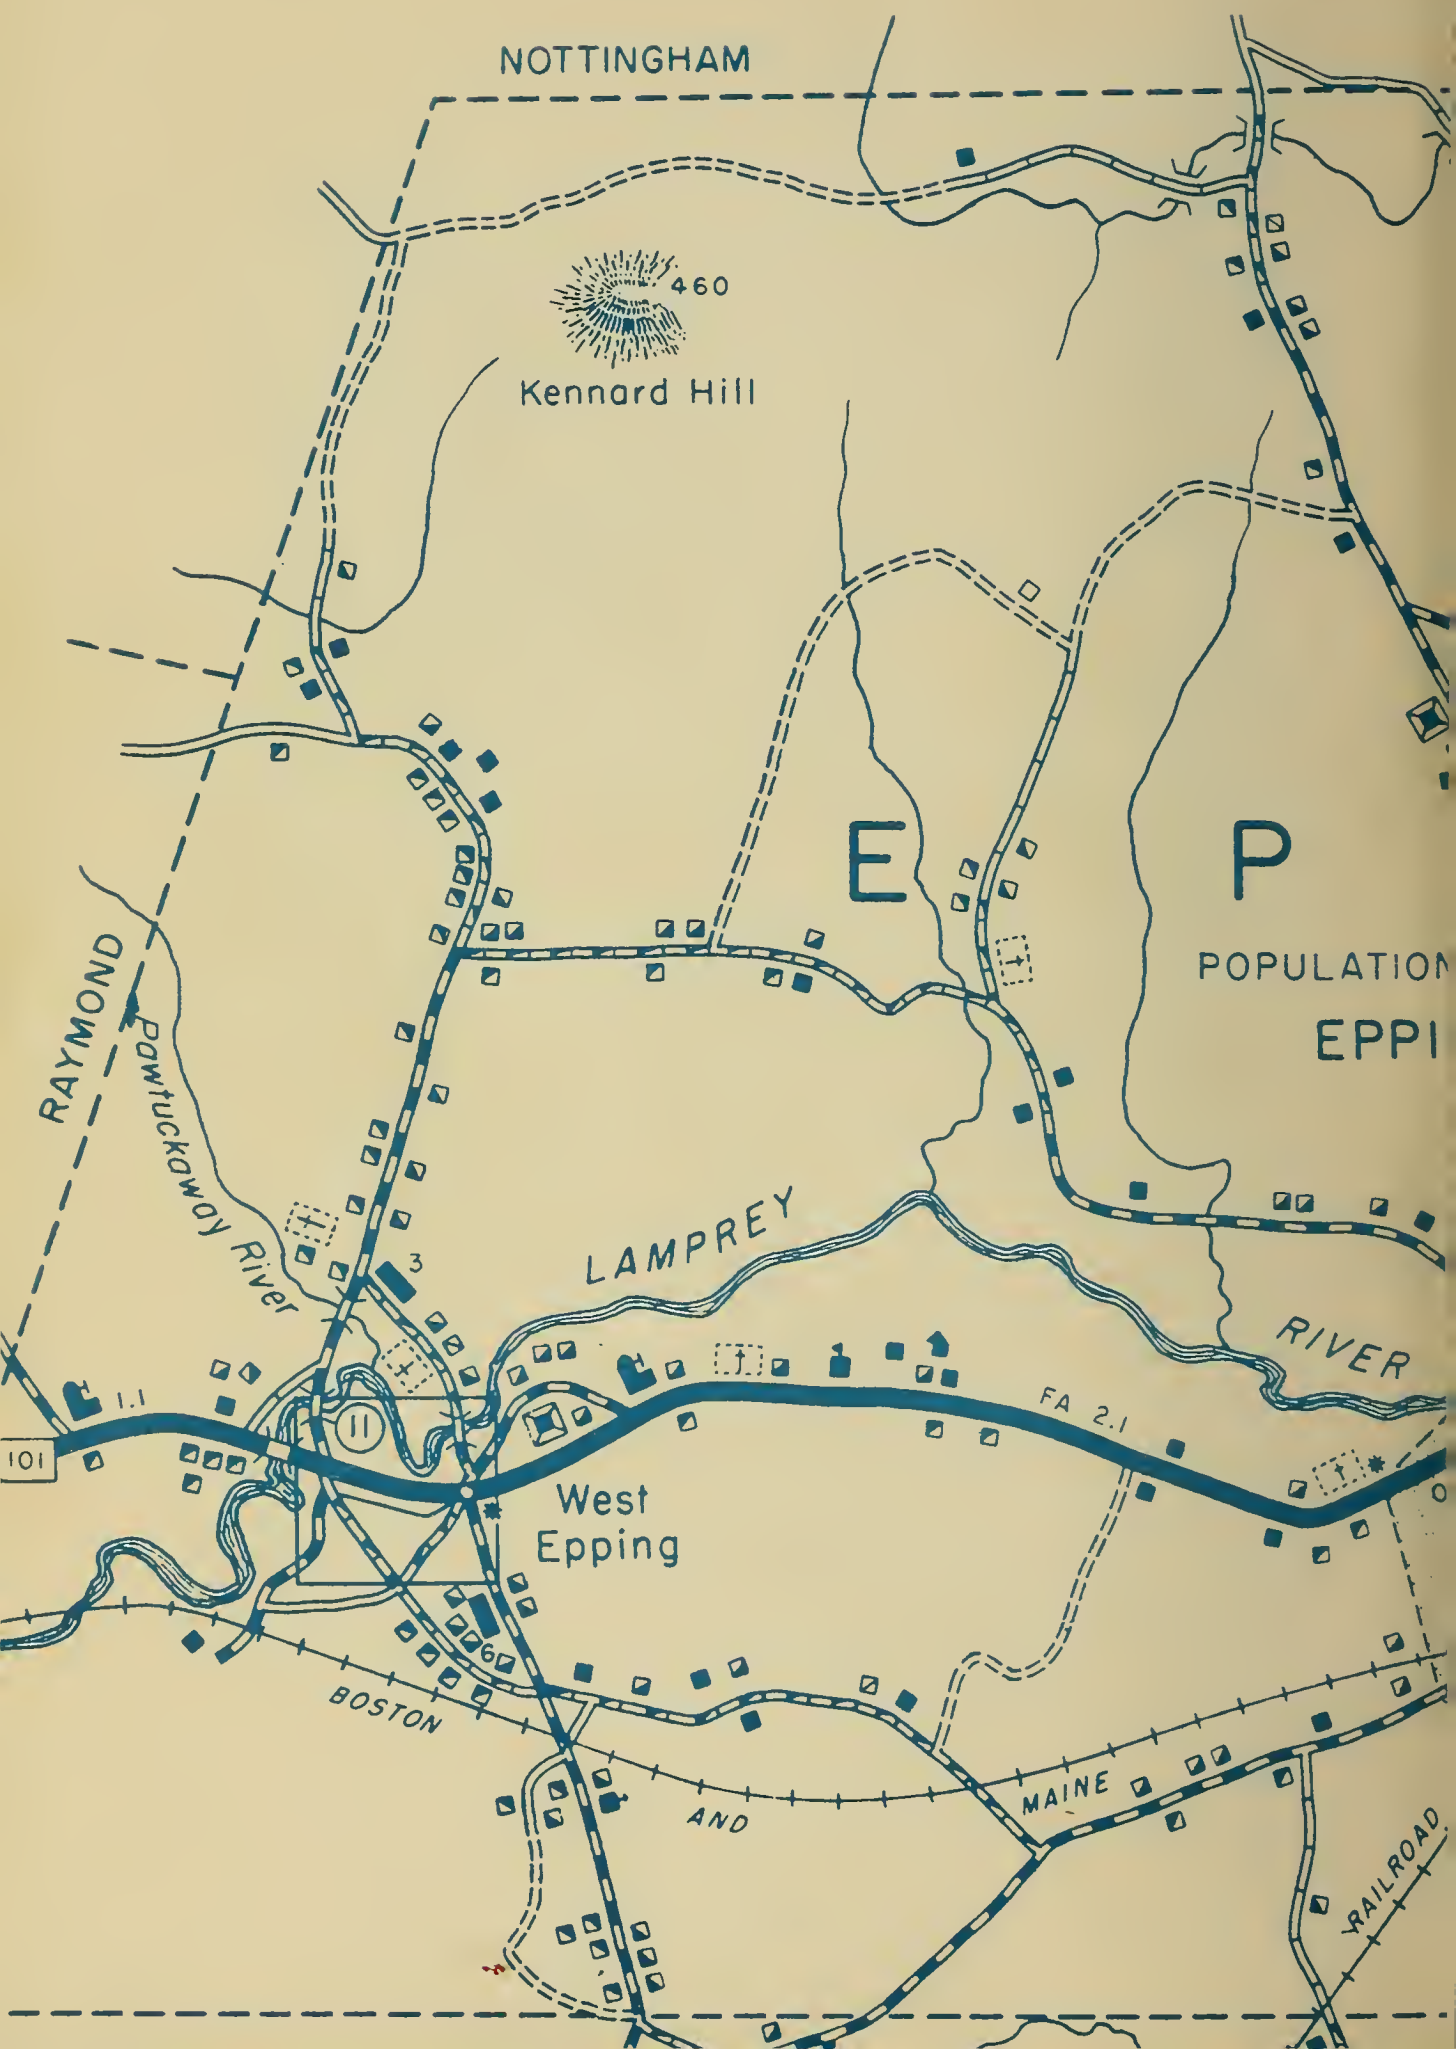 NOTTINGHAM
460
Kennard Hill
E P
POPULATION
EPPI
RAYMOND
Pawtuckaway River
3
LAMPREY
RIVER
1.1
FA 2.1
11
101
West
Epping
6
BOSTON
AND
MAINE
RAILROAD